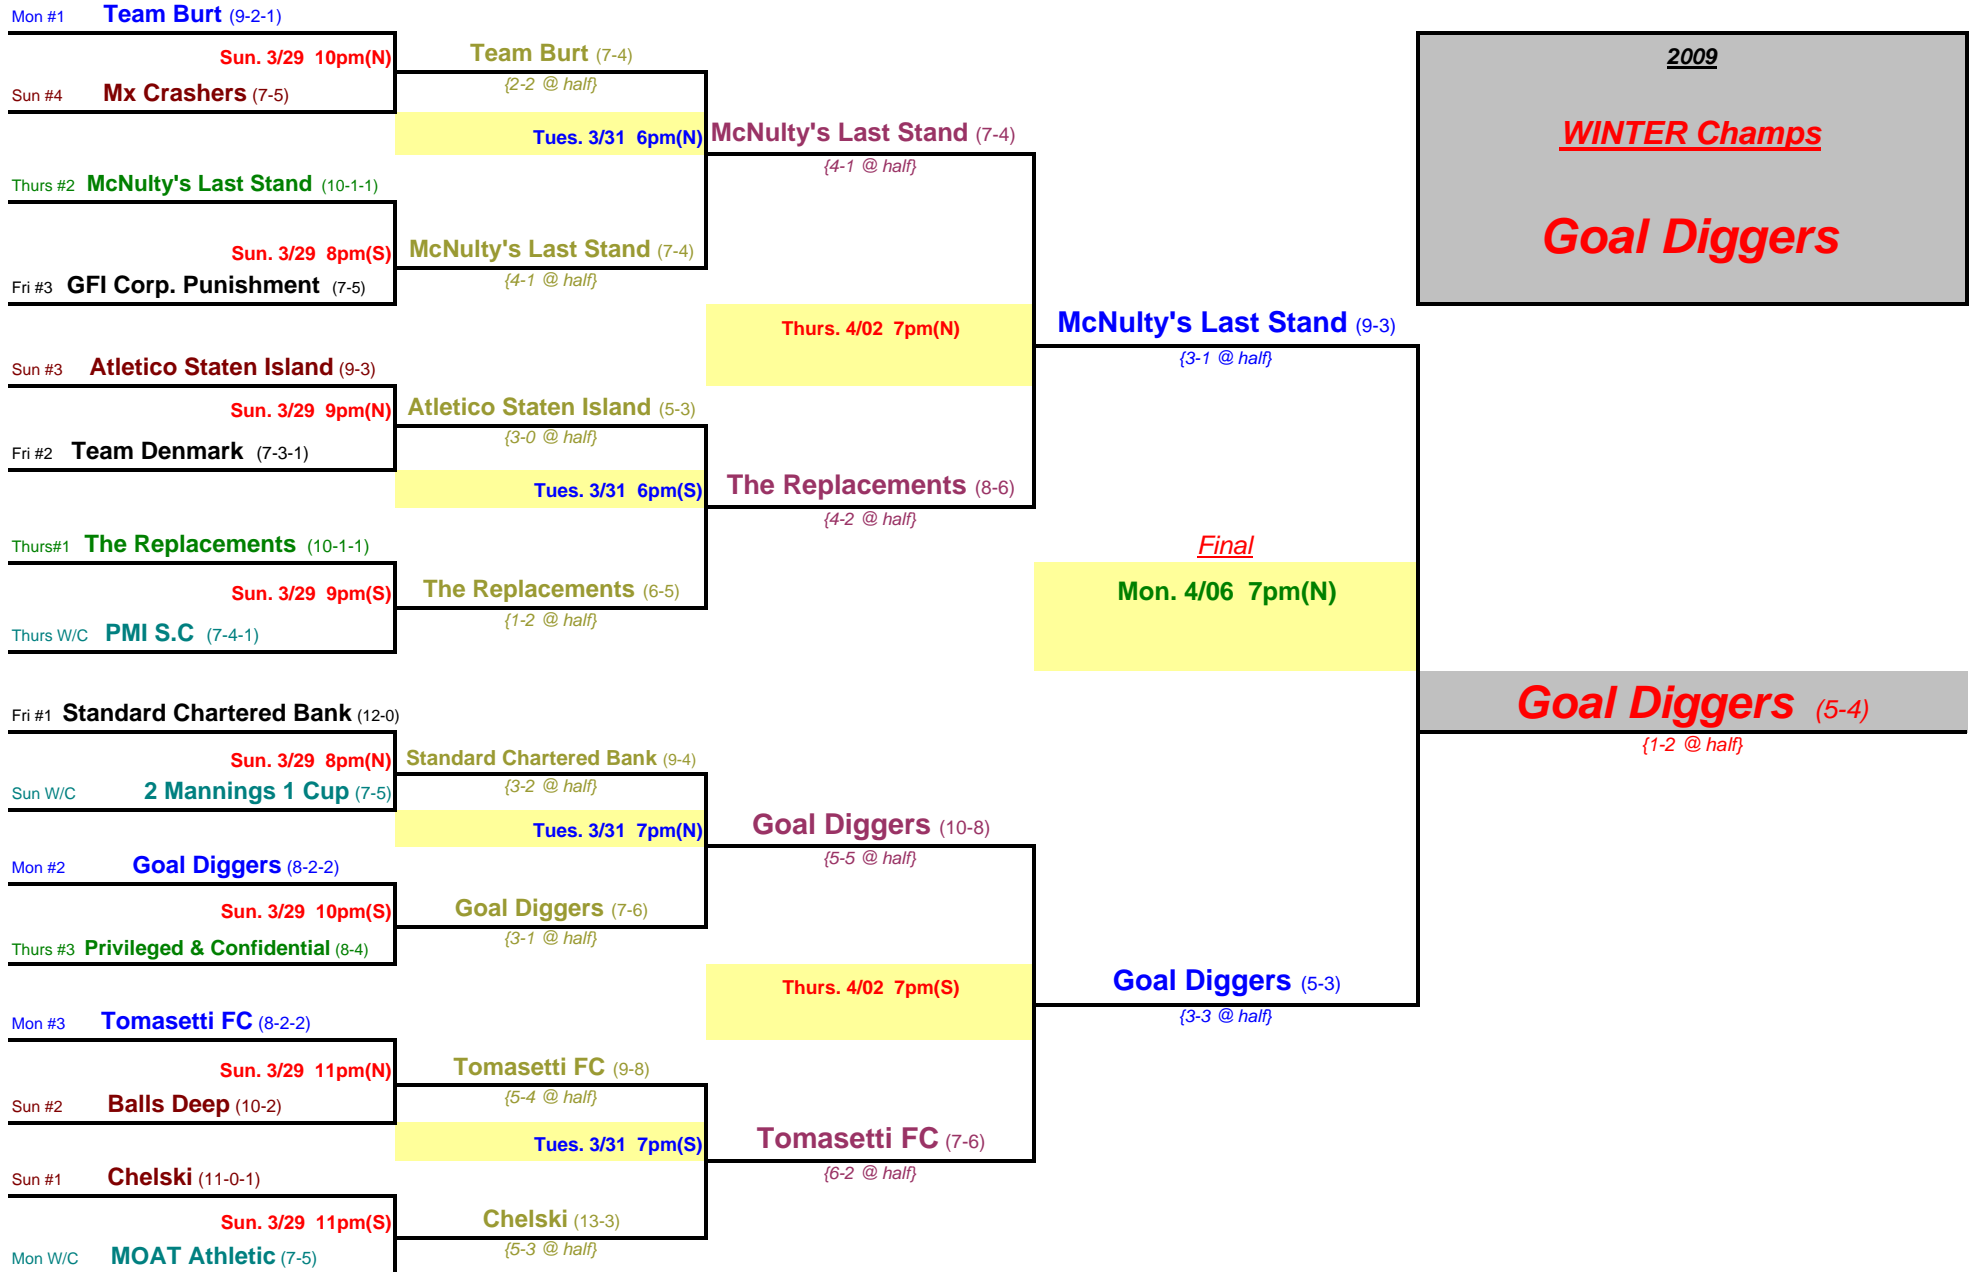 Mon #1 Team Burt (9-2-1)
Sun. 3/29 10pm(N)
Sun #4 Mx Crashers (7-5)
Thurs #2 McNulty's Last Stand (10-1-1)
Sun. 3/29 8pm(S)
Fri #3 GFI Corp. Punishment (7-5)
Sun #3 Atletico Staten Island (9-3)
Sun. 3/29 9pm(N)
Fri #2 Team Denmark (7-3-1)
Thurs#1 The Replacements (10-1-1)
Sun. 3/29 9pm(S)
Thurs W/C PMI S.C (7-4-1)
Fri #1 Standard Chartered Bank (12-0)
Sun. 3/29 8pm(N)
Sun W/C 2 Mannings 1 Cup (7-5)
Mon #2 Goal Diggers (8-2-2)
Sun. 3/29 10pm(S)
Thurs #3 Privileged & Confidential (8-4)
Mon #3 Tomasetti FC (8-2-2)
Sun. 3/29 11pm(N)
Sun #2 Balls Deep (10-2)
Sun #1 Chelski (11-0-1)
Sun. 3/29 11pm(S)
Mon W/C MOAT Athletic (7-5)
Team Burt (7-4)
{2-2 @ half}
Tues. 3/31 6pm(N)
McNulty's Last Stand (7-4)
{4-1 @ half}
Atletico Staten Island (5-3)
{3-0 @ half}
Tues. 3/31 6pm(S)
The Replacements (6-5)
{1-2 @ half}
Standard Chartered Bank (9-4)
{3-2 @ half}
Tues. 3/31 7pm(N)
Goal Diggers (7-6)
{3-1 @ half}
Tomasetti FC (9-8)
{5-4 @ half}
Tues. 3/31 7pm(S)
Chelski (13-3)
{5-3 @ half}
McNulty's Last Stand (7-4)
{4-1 @ half}
Thurs. 4/02 7pm(N)
The Replacements (8-6)
{4-2 @ half}
Goal Diggers (10-8)
{5-5 @ half}
Thurs. 4/02 7pm(S)
Tomasetti FC (7-6)
{6-2 @ half}
McNulty's Last Stand (9-3)
{3-1 @ half}
Final
Mon. 4/06 7pm(N)
Goal Diggers (5-3)
{3-3 @ half}
2009
WINTER Champs
Goal Diggers
Goal Diggers (5-4)
{1-2 @ half}